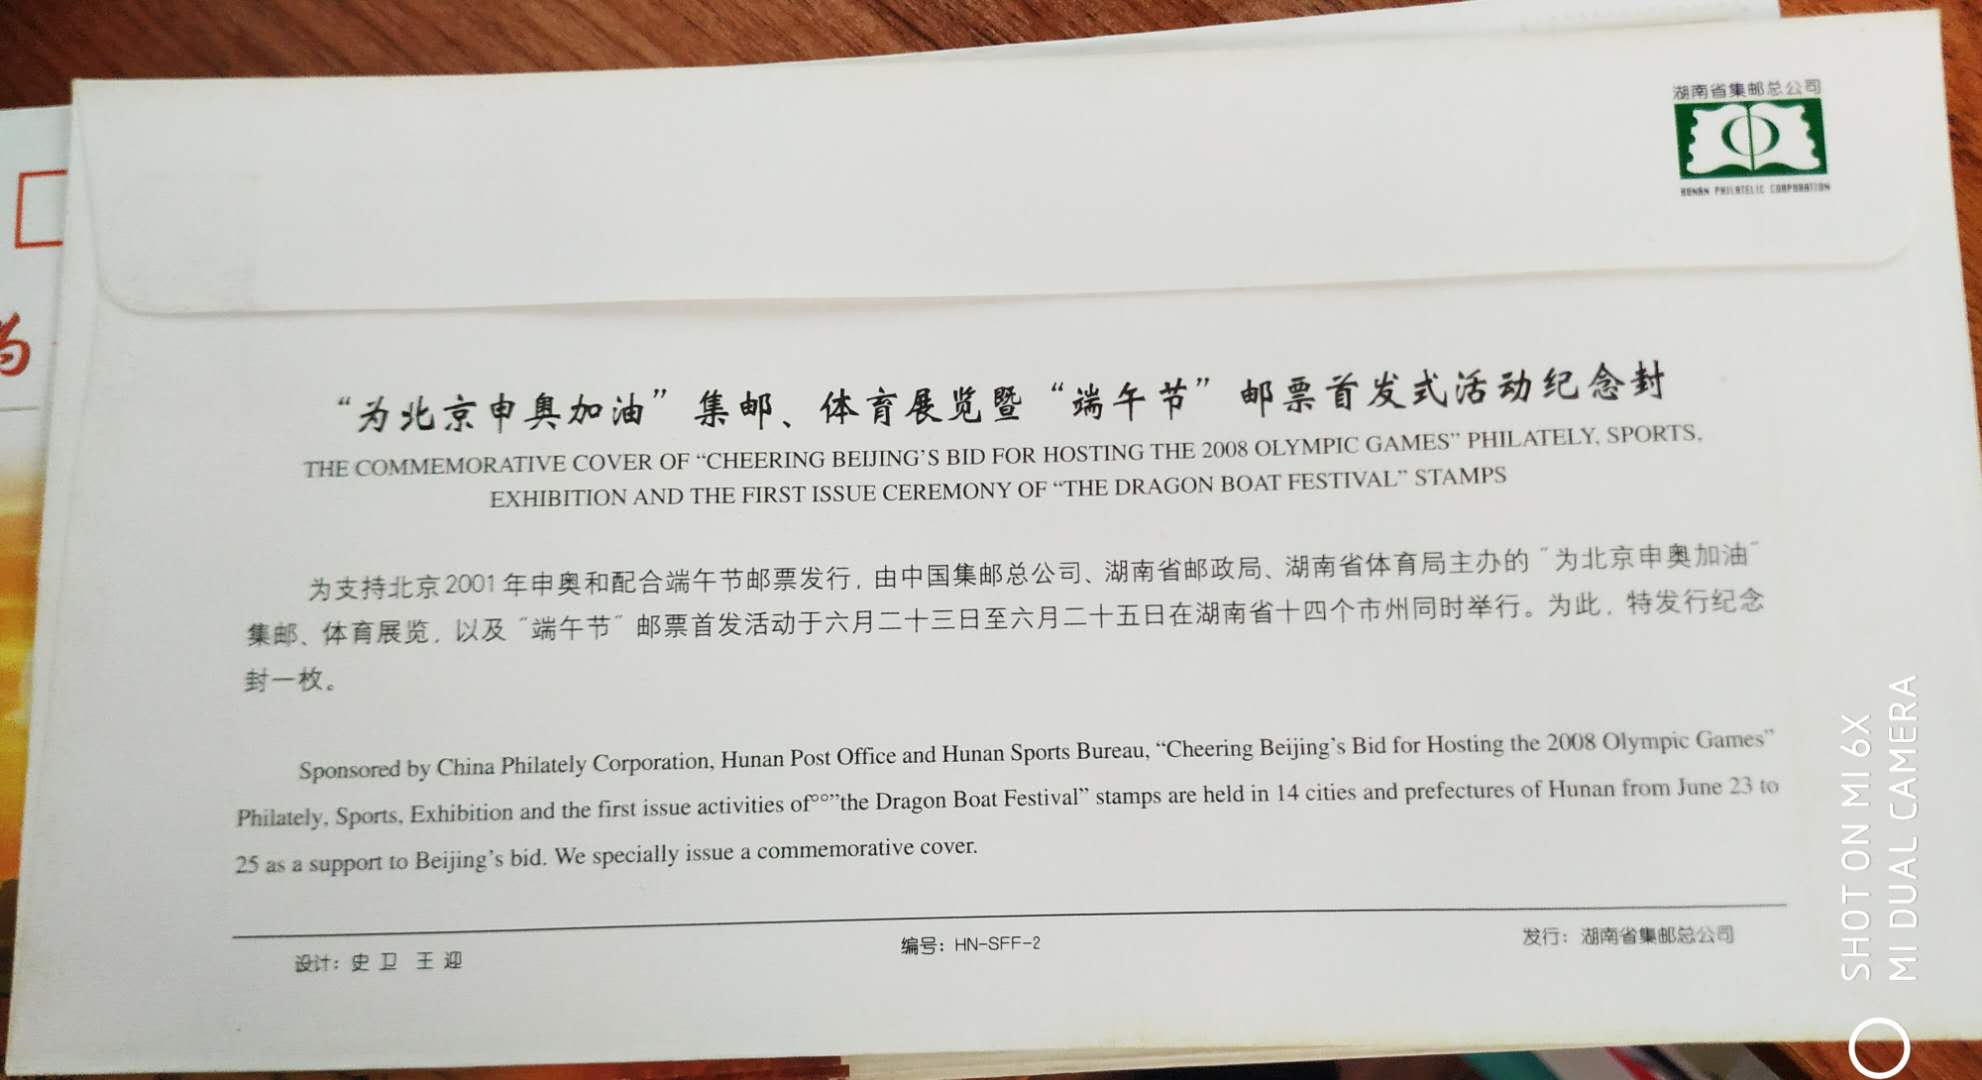 湖南省集邮总公司
HUNAN PHILATELIC CORPORATION
为
“为北京申奥加油”集邮、体育展览暨“端午节”邮票首发式活动纪念封
THE COMMEMORATIVE COVER OF “CHEERING BEIJING’S BID FOR HOSTING THE 2008 OLYMPIC GAMES” PHILATELY, SPORTS,
EXHIBITION AND THE FIRST ISSUE CEREMONY OF “THE DRAGON BOAT FESTIVAL” STAMPS
为支持北京2001年申奥和配合端午节邮票发行，由中国集邮总公司、湖南省邮政局、湖南省体育局主办的“为北京申奥加油”
集邮、体育展览，以及“端午节”邮票首发活动于六月二十三日至六月二十五日在湖南省十四个市州同时举行。为此，特发行纪念
封一枚。
Sponsored by China Philately Corporation, Hunan Post Office and Hunan Sports Bureau, “Cheering Beijing’s Bid for Hosting the 2008 Olympic Games”
Philately, Sports, Exhibition and the first issue activities of°°”the Dragon Boat Festival” stamps are held in 14 cities and prefectures of Hunan from June 23 to
25 as a support to Beijing’s bid. We specially issue a commemorative cover.
设计：史 卫 王 迎
编号：HN-SFF-2
发行：湖南省集邮总公司
SHOT ON MI 6X
MI DUAL CAMERA